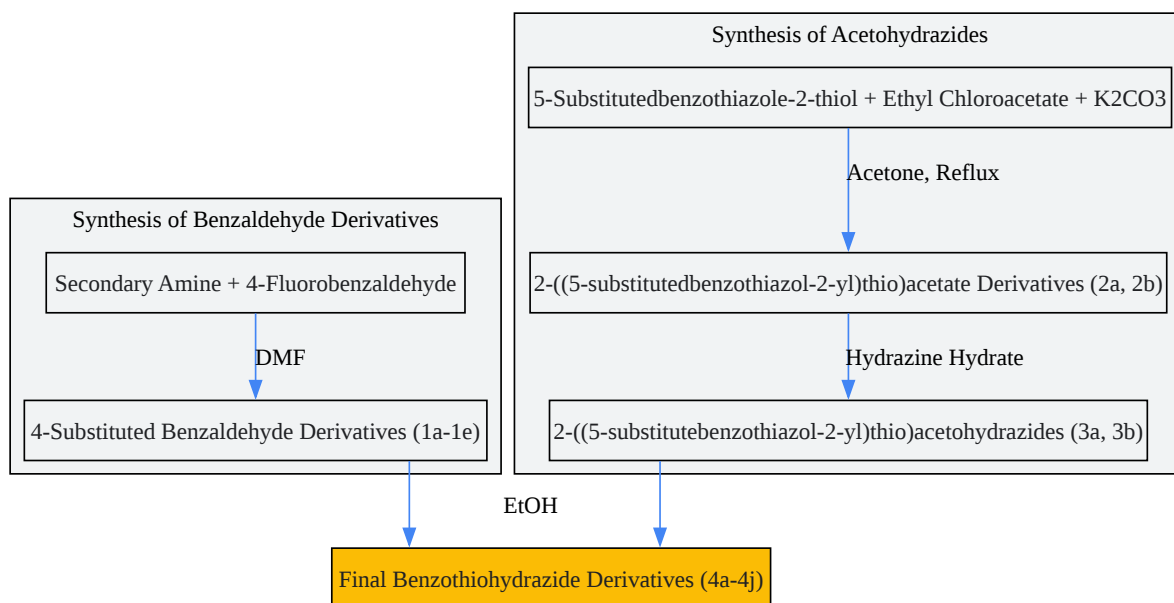 Synthesis of Acetohydrazides
5-Substitutedbenzothiazole-2-thiol + Ethyl Chloroacetate + K2CO3
Acetone, Reflux
Synthesis of Benzaldehyde Derivatives
Secondary Amine + 4-Fluorobenzaldehyde
2-((5-substitutedbenzothiazol-2-yl)thio)acetate Derivatives (2a, 2b)
DMF
Hydrazine Hydrate
4-Substituted Benzaldehyde Derivatives (1a-1e)
2-((5-substitutebenzothiazol-2-yl)thio)acetohydrazides (3a, 3b)
EtOH
Final Benzothiohydrazide Derivatives (4a-4j)